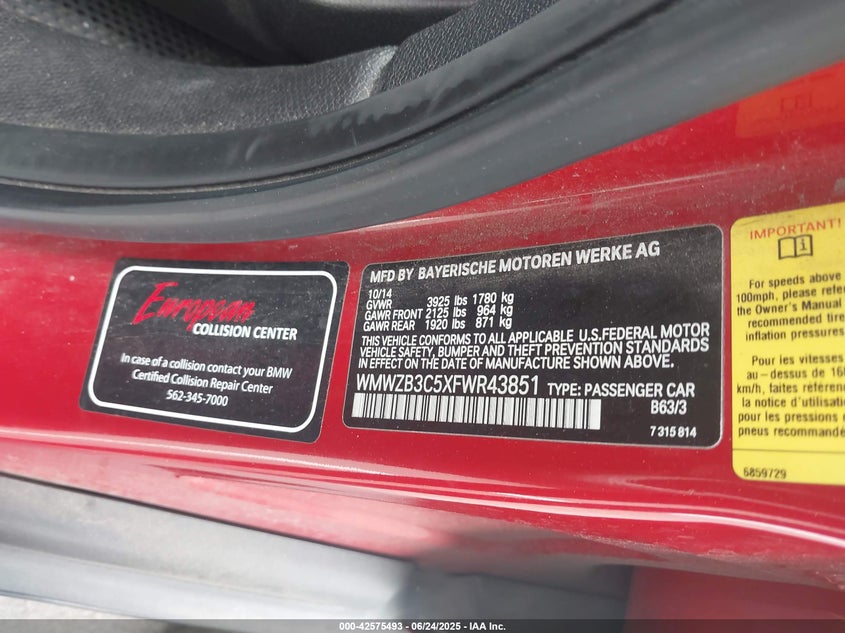 European
COLLISION CENTER
In case of a collision contact your BMW
Certified Collision Repair Center
562-345-7000
MFD BY BAYERISCHE MOTOREN WERKE AG
10/14
GVWR 3925 lbs 1780 kg
GAWR FRONT 2125 lbs 964 kg
GAWR REAR 1920 lbs 871 kg
THIS VEHICLE CONFORMS TO ALL APPLICABLE U.S.FEDERAL MOTOR
VEHICLE SAFETY, BUMPER AND THEFT PREVENTION STANDARDS
IN EFFECT ON THE DATE OF MANUFACTURE SHOWN ABOVE.
WMWZB3C5XFWR43851 TYPE: PASSENGER CAR
B63/3
7 315 814
IMPORTANT!
For speeds above
100mph, please refe
the Owner's Manual
recommended tire
inflation pressures
Pour les vitesses
au-dessus de 16
km/h, faites référen
la notice d'utilisati
pour les pressions
pneus recommandé
6859729
000-42575493 - 06/24/2025 - IAA Inc.